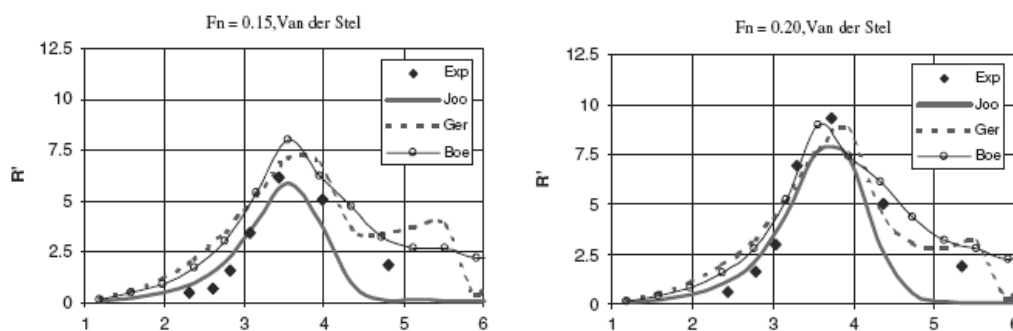 Fn = 0.15,Van der Stel
12.5
10
7.5
5
2.5
0
R'
1 2 3 4 5 6
Exp
Joo
Ger
Boe
Fn = 0.20,Van der Stel
12.5
10
7.5
5
2.5
0
R'
1 2 3 4 5 6
Exp
Joo
Ger
Boe